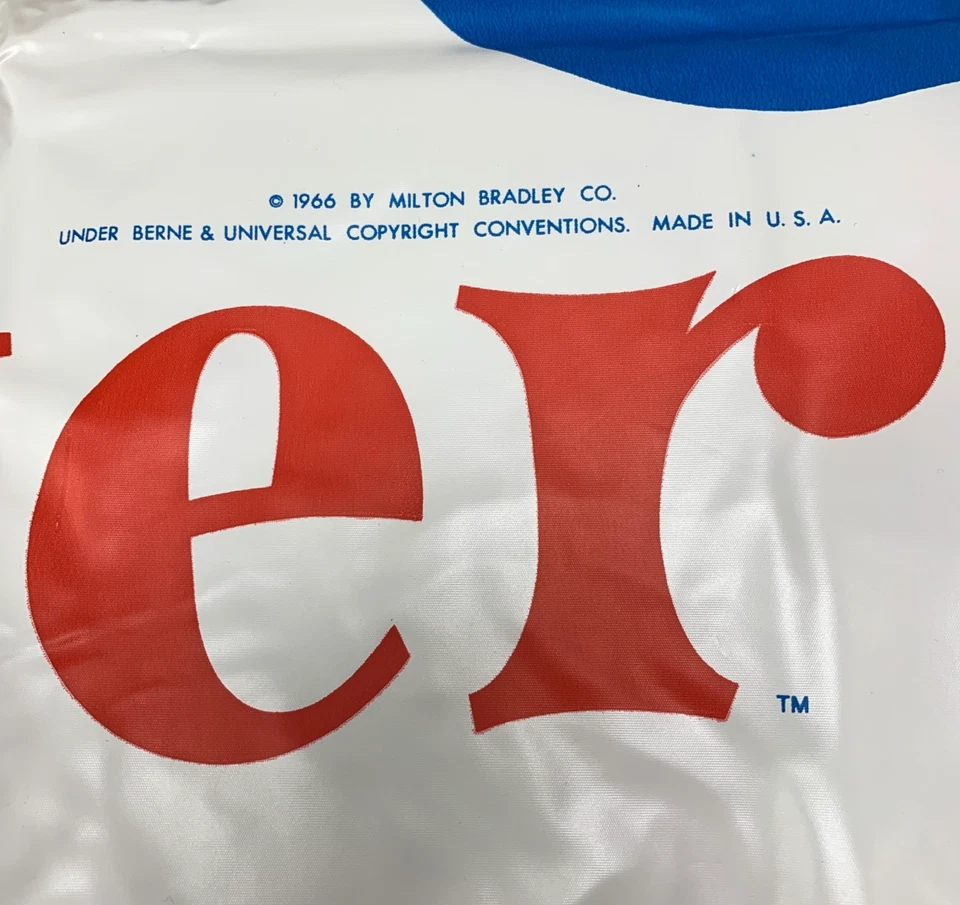 © 1966 BY MILTON BRADLEY CO.
UNDER BERNE & UNIVERSAL COPYRIGHT CONVENTIONS. MADE IN U. S. A.
er TM